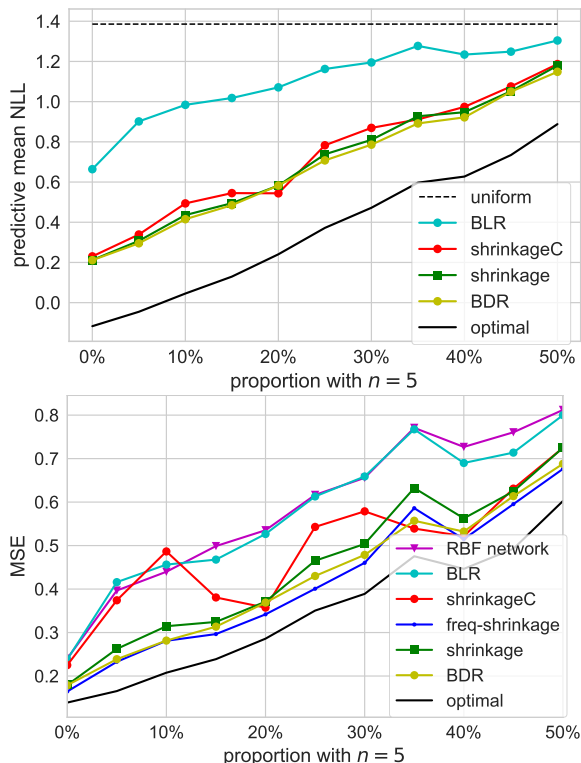 1.4
1.2
1.0
0.8
0.6
0.4
0.2
0.0
predictive mean NLL
uniform
BLR
shrinkageC
shrinkage
BDR
optimal
0% 10% 20% 30% 40% 50%
proportion with n = 5
0.8
0.7
0.6
0.5
0.4
0.3
0.2
MSE
RBF network
BLR
shrinkageC
freq-shrinkage
shrinkage
BDR
optimal
0% 10% 20% 30% 40% 50%
proportion with n = 5